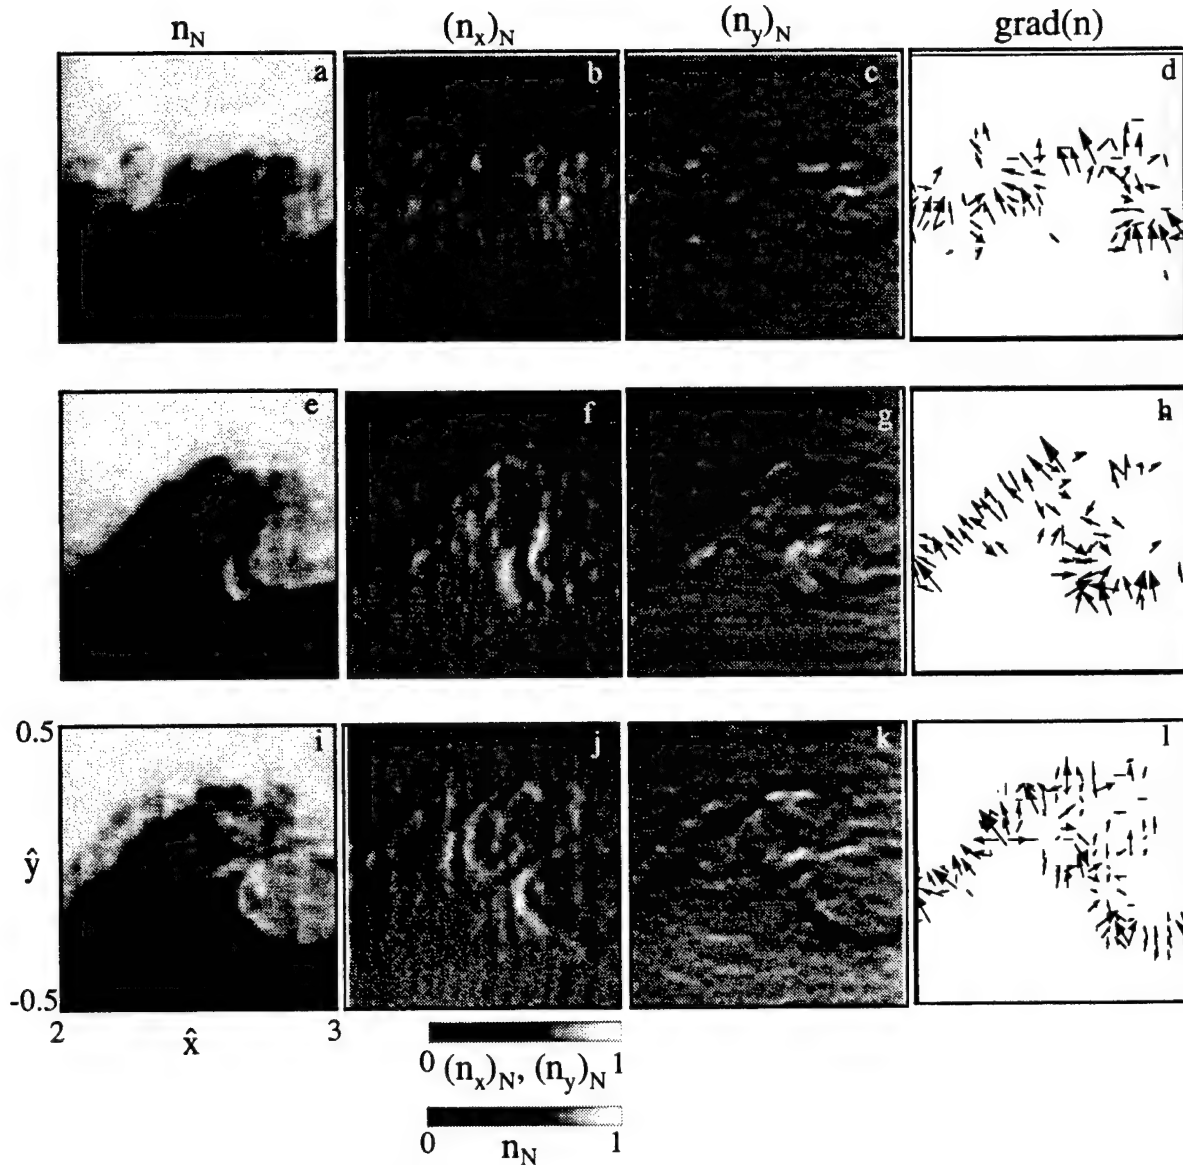 n_N (n_x)_N (n_y)_N grad(n)
a b c d
e f g h
0.5 i j k l
ŷ
-0.5
2 x̂ 3
0 (n_x)_N, (n_y)_N 1
0 n_N 1